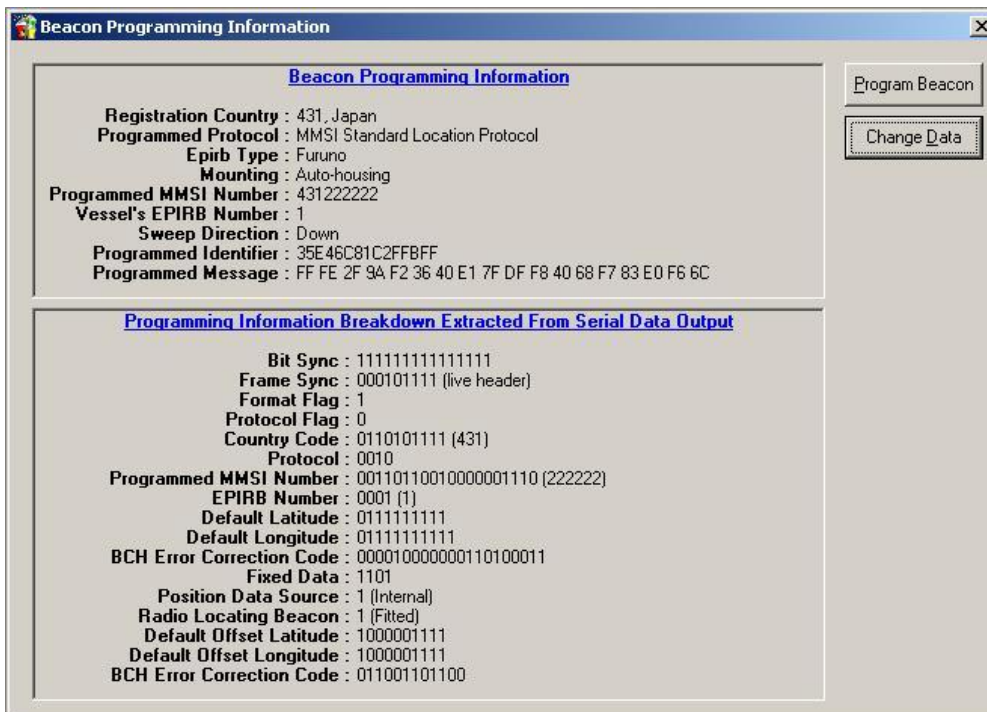 Beacon Programming Information
Beacon Programming Information
Registration Country : 431, Japan
Programmed Protocol : MMSI Standard Location Protocol
Epirb Type : Furuno
Mounting : Auto-housing
Programmed MMSI Number : 431222222
Vessel's EPIRB Number : 1
Sweep Direction : Down
Programmed Identifier : 35E46C81C2FFBFF
Programmed Message : FF FE 2F 9A F2 36 40 E1 7F DF F8 40 68 F7 83 E0 F6 6C
Program Beacon
Change Data
Programming Information Breakdown Extracted From Serial Data Output
Bit Sync : 111111111111111
Frame Sync : 000101111 (live header)
Format Flag : 1
Protocol Flag : 0
Country Code : 0110101111 (431)
Protocol : 0010
Programmed MMSI Number : 00110110010000001110 (222222)
EPIRB Number : 0001 (1)
Default Latitude : 0111111111
Default Longitude : 01111111111
BCH Error Correction Code : 000010000000110100011
Fixed Data : 1101
Position Data Source : 1 (Internal)
Radio Locating Beacon : 1 (Fitted)
Default Offset Latitude : 1000001111
Default Offset Longitude : 1000001111
BCH Error Correction Code : 011001101100